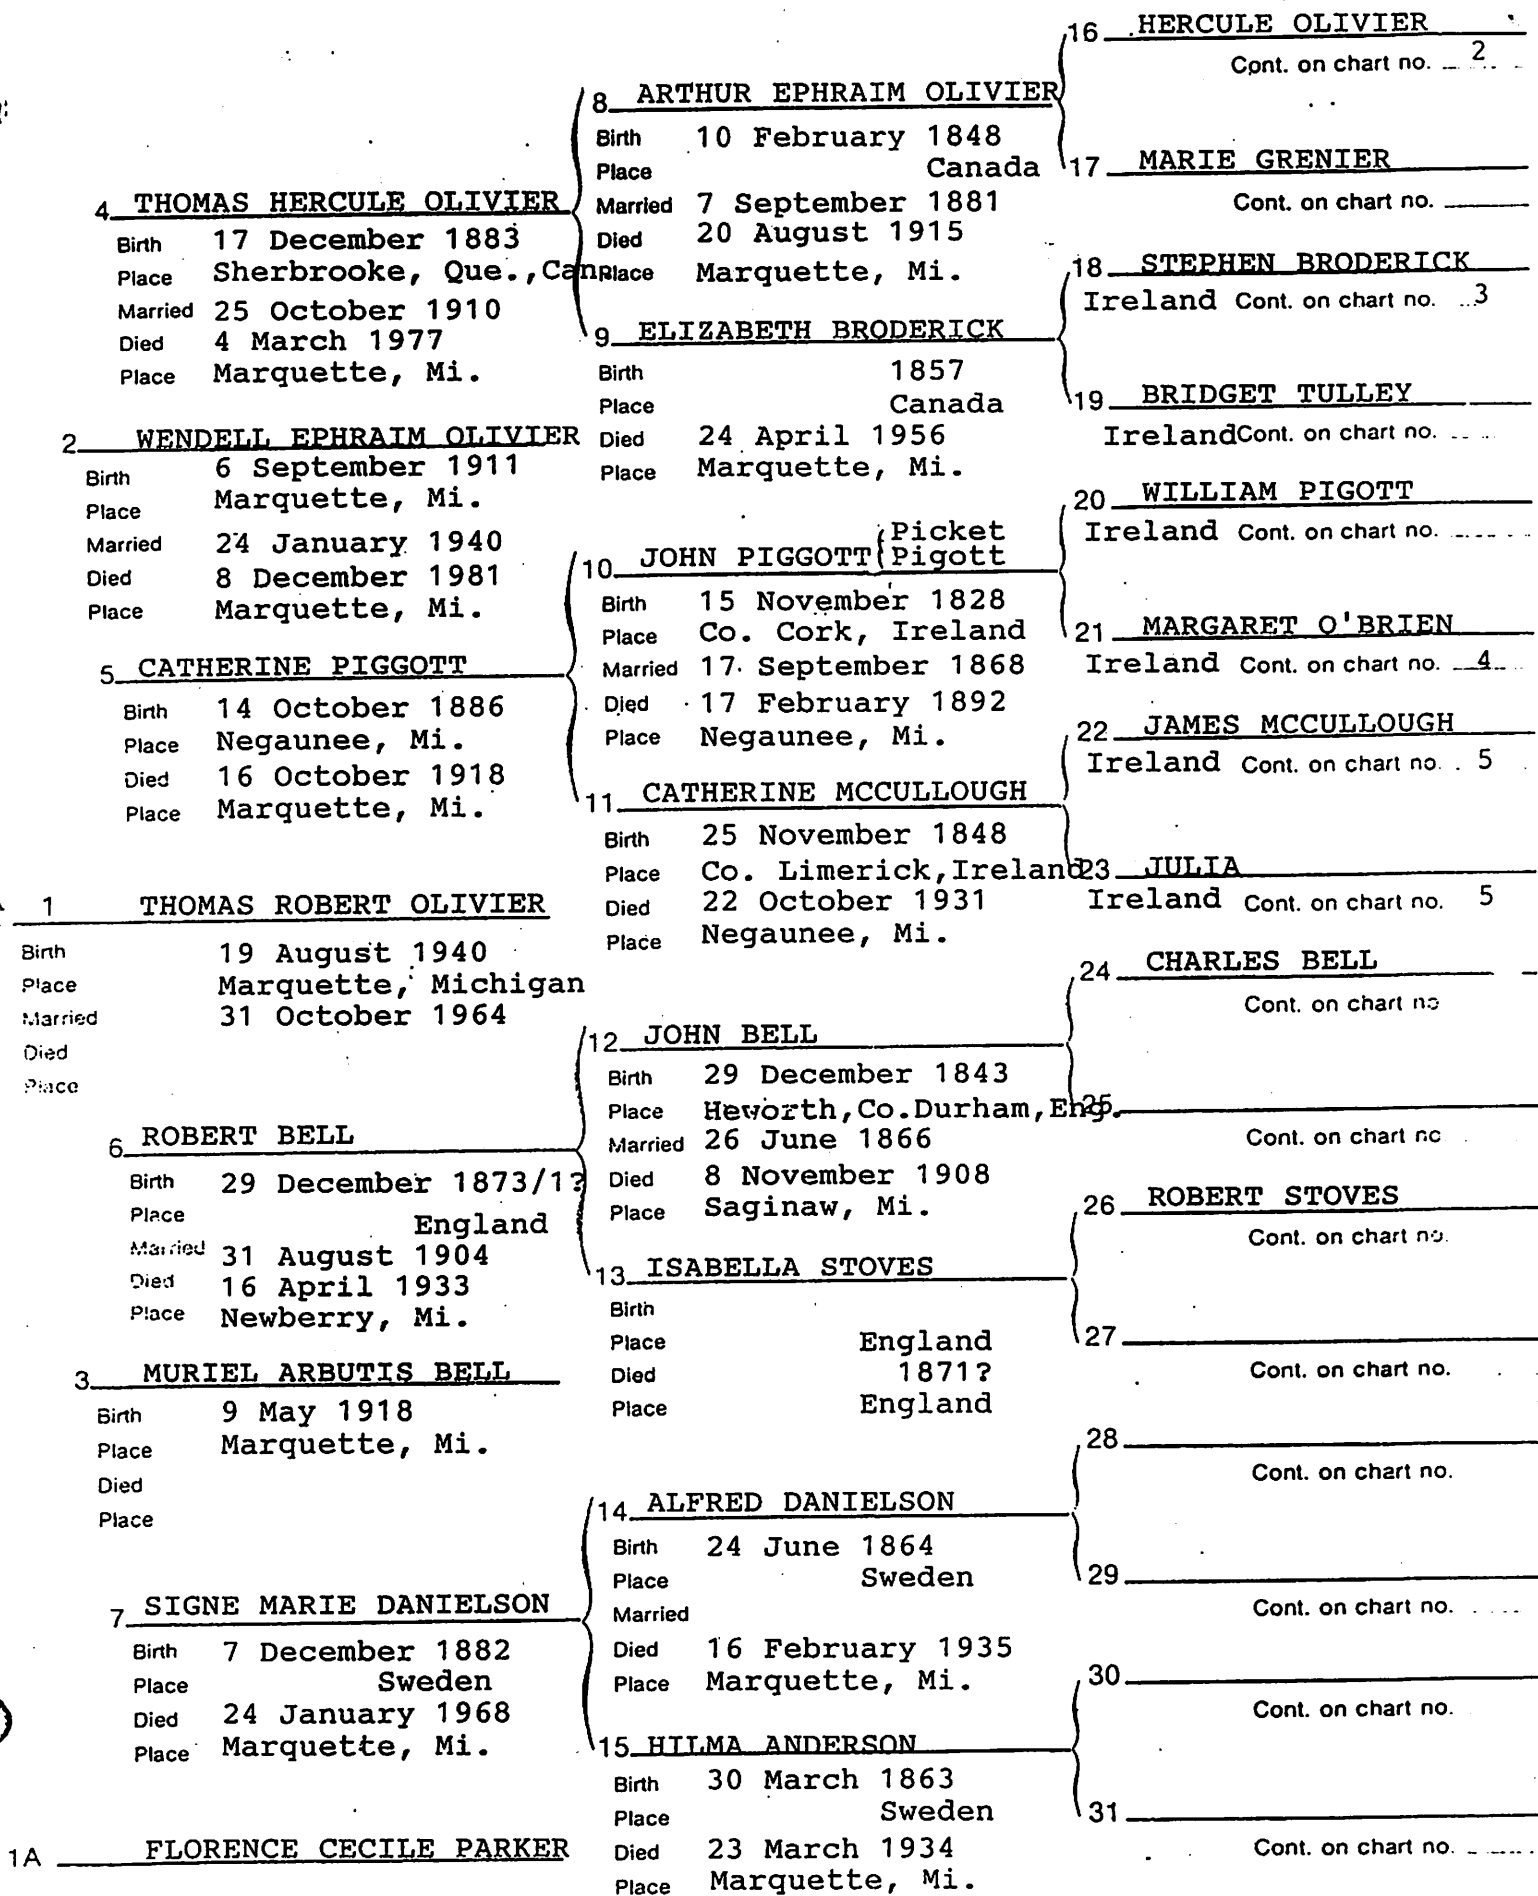 16 HERCULE OLIVIER
Cont. on chart no. 2
8 ARTHUR EPHRAIM OLIVIER
Birth 10 February 1848
Place Canada
Married 7 September 1881
Died 20 August 1915
Place Marquette, Mi.
17 MARIE GRENIER
Cont. on chart no.
4 THOMAS HERCULE OLIVIER
Birth 17 December 1883
Place Sherbrooke, Que.,Can.
Married 25 October 1910
Died 4 March 1977
Place Marquette, Mi.
18 STEPHEN BRODERICK
Ireland Cont. on chart no. 3
9 ELIZABETH BRODERICK
Birth 1857
Place Canada
Died 24 April 1956
Place Marquette, Mi.
19 BRIDGET TULLEY
Ireland Cont. on chart no.
2 WENDELL EPHRAIM OLIVIER
Birth 6 September 1911
Place Marquette, Mi.
Married 24 January 1940
Died 8 December 1981
Place Marquette, Mi.
20 WILLIAM PIGOTT
Ireland Cont. on chart no.
10 JOHN PIGGOTT (Picket
Pigott
Birth 15 November 1828
Place Co. Cork, Ireland
Married 17 September 1868
Died 17 February 1892
Place Negaunee, Mi.
21 MARGARET O'BRIEN
Ireland Cont. on chart no. 4
5 CATHERINE PIGGOTT
Birth 14 October 1886
Place Negaunee, Mi.
Died 16 October 1918
Place Marquette, Mi.
22 JAMES MCCULLOUGH
Ireland Cont. on chart no. 5
11 CATHERINE MCCULLOUGH
Birth 25 November 1848
Place Co. Limerick,Ireland
Died 22 October 1931
Place Negaunee, Mi.
23 JULIA
Ireland Cont. on chart no. 5
1 THOMAS ROBERT OLIVIER
Birth 19 August 1940
Place Marquette, Michigan
Married 31 October 1964
Died
Place
24 CHARLES BELL
Cont. on chart no
12 JOHN BELL
Birth 29 December 1843
Place Heworth,Co.Durham,Eng.
Married 26 June 1866
Died 8 November 1908
Place Saginaw, Mi.
25
Cont. on chart no
6 ROBERT BELL
Birth 29 December 1873/1?
Place England
Married 31 August 1904
Died 16 April 1933
Place Newberry, Mi.
26 ROBERT STOVES
Cont. on chart no.
13 ISABELLA STOVES
Birth
Place England
Died 1871?
Place England
27
Cont. on chart no.
3 MURIEL ARBUTIS BELL
Birth 9 May 1918
Place Marquette, Mi.
Died
Place
28
Cont. on chart no.
14 ALFRED DANIELSON
Birth 24 June 1864
Place Sweden
Married
Died 16 February 1935
Place Marquette, Mi.
29
Cont. on chart no.
7 SIGNE MARIE DANIELSON
Birth 7 December 1882
Place Sweden
Died 24 January 1968
Place Marquette, Mi.
30
Cont. on chart no.
15 HILMA ANDERSON
Birth 30 March 1863
Place Sweden
Died 23 March 1934
Place Marquette, Mi.
31
Cont. on chart no.
1A FLORENCE CECILE PARKER